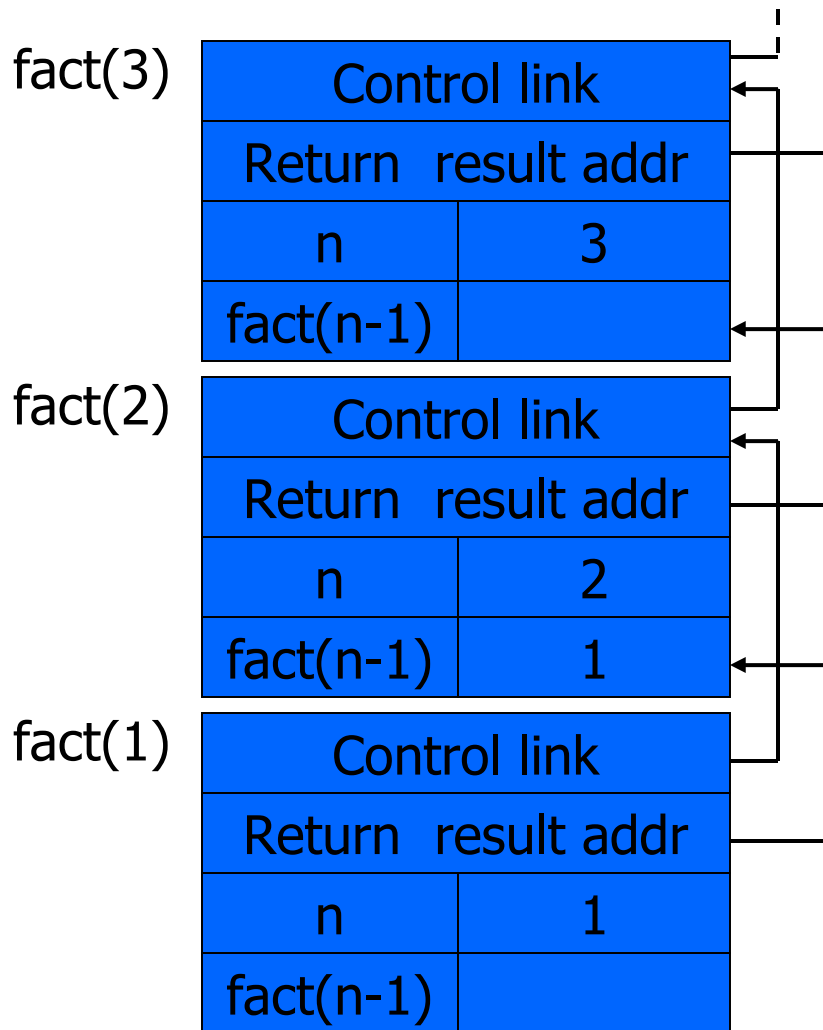 fact(3)
Control link
Return result addr
n 3
fact(n-1)
fact(2)
Control link
Return result addr
n 2
fact(n-1) 1
fact(1)
Control link
Return result addr
n 1
fact(n-1)